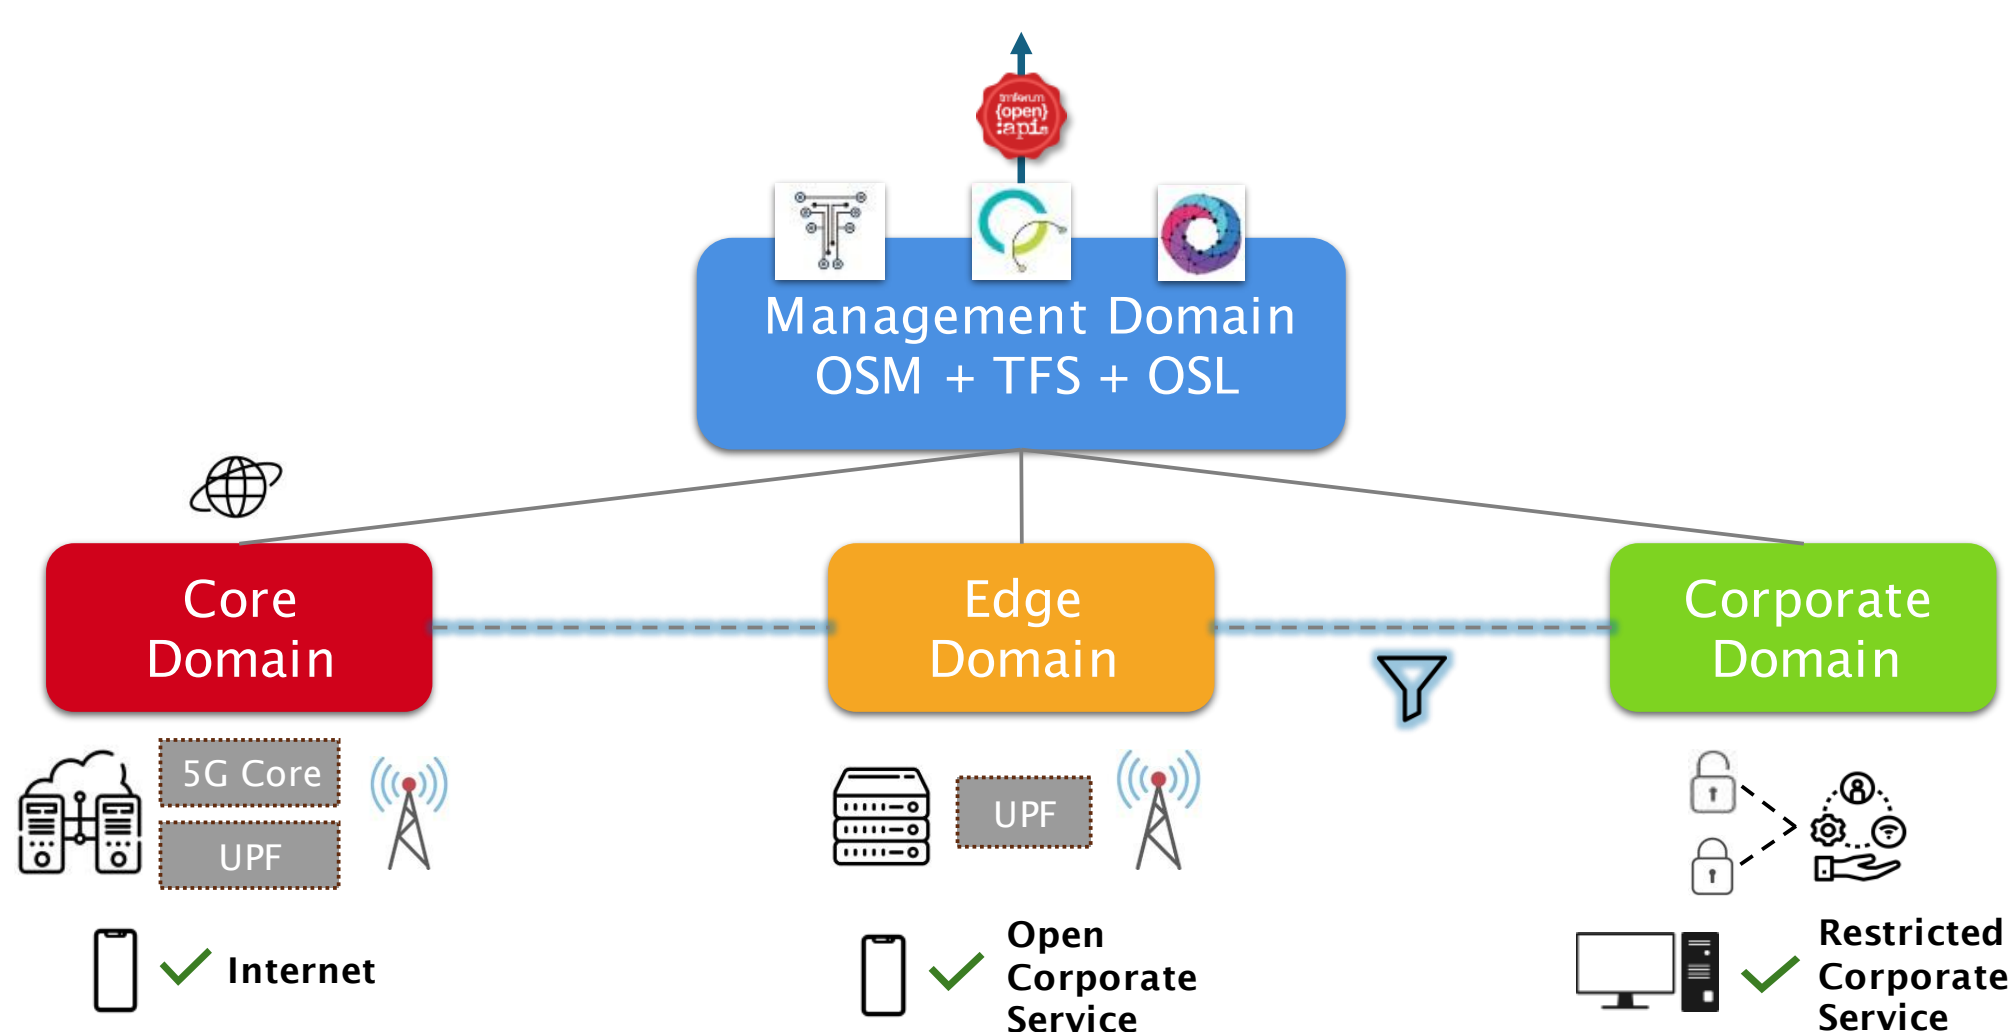 tmforum
{open}
:apis
Management Domain
OSM + TFS + OSL
Core
Domain
Edge
Domain
Corporate
Domain
5G Core
UPF
UPF
Internet
Open
Corporate
Service
Restricted
Corporate
Service